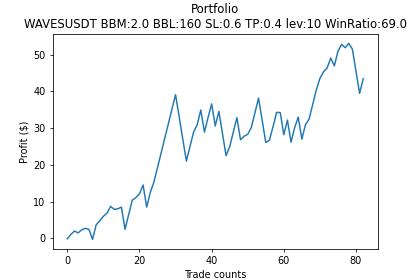 Portfolio
WAVESUSDT BBM:2.0 BBL:160 SL:0.6 TP:0.4 lev:10 WinRatio:69.0
50
40
30
20
10
0
Profit ($)
0 20 40 60 80
Trade counts